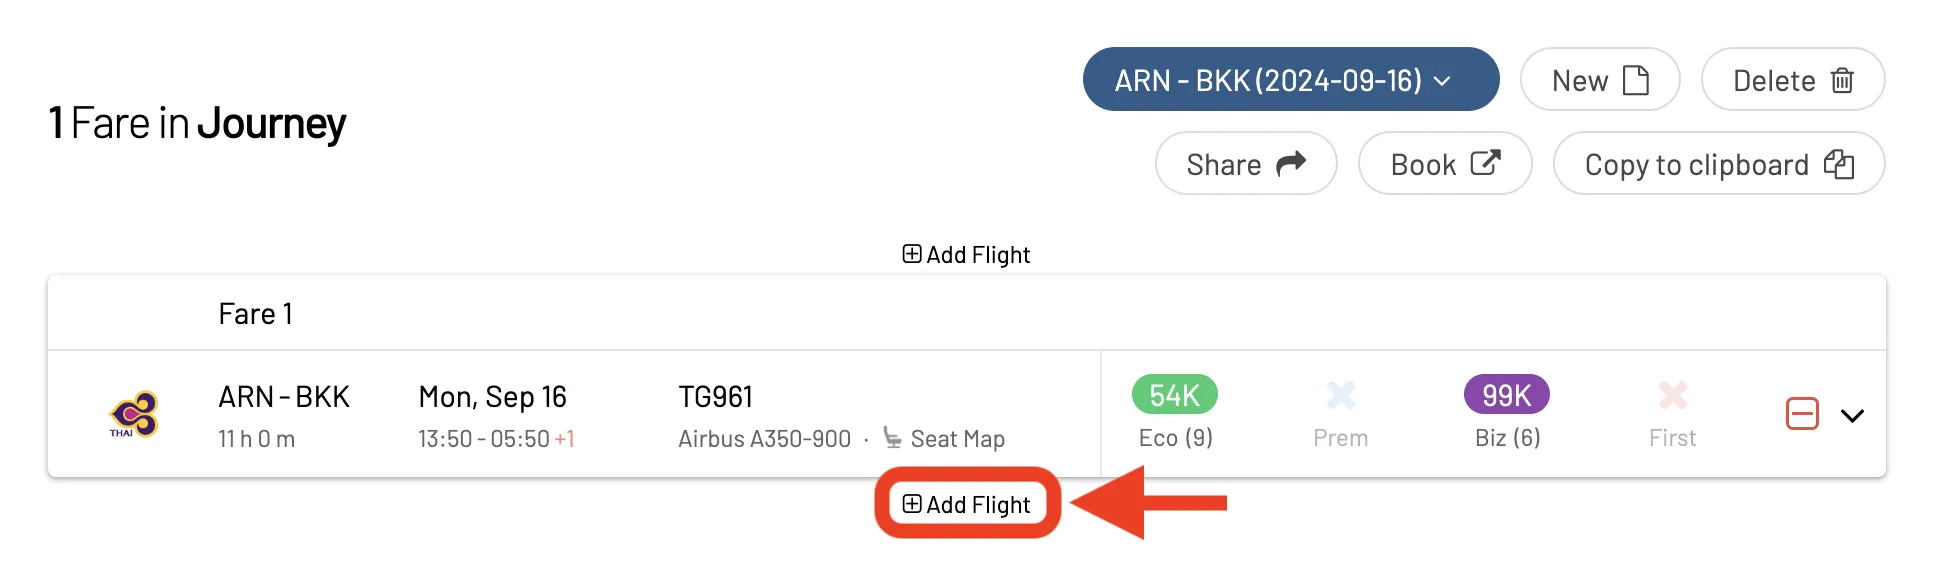 ARN - BKK (2024-09-16)
New
Delete
1 Fare in Journey
Share
Book
Copy to clipboard
Add Flight
Fare 1
THAI
ARN - BKK
Mon, Sep 16
TG961
54K
99K
11 h 0 m
13:50 - 05:50 +1
Airbus A350-900 · Seat Map
Eco (9)
Prem
Biz (6)
First
Add Flight